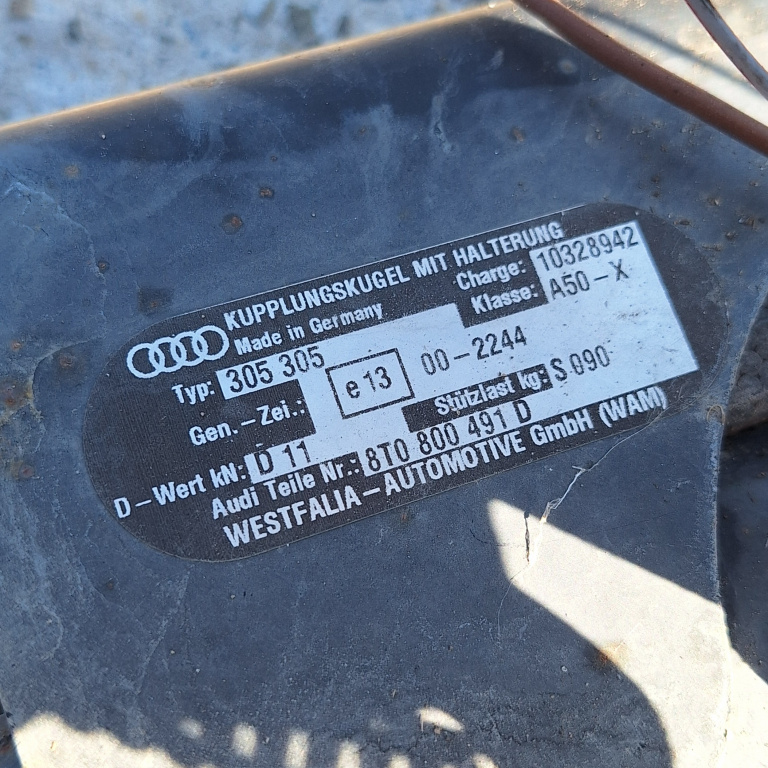 KUPPLUNGSKUGEL MIT HALTERUNG
Made in Germany
Charge: 10328942
Klasse: A50-X
Typ: 305 305
Gen.-Zei.: e 13 00-2244
D-Wert kN: D 11 Stützlast kg: S 090
Audi Teile Nr.: 8T0 800 491 D
WESTFALIA-AUTOMOTIVE GmbH (WAM)